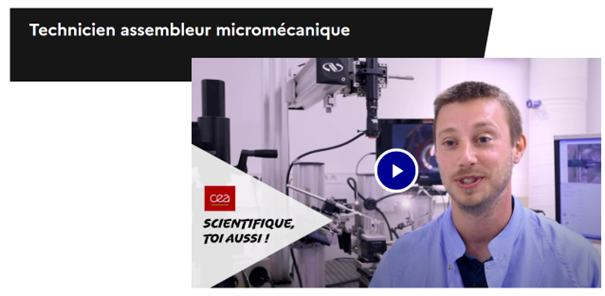 Technicien assembleur micromécanique
cea
SCIENTIFIQUE,
TOI AUSSI !